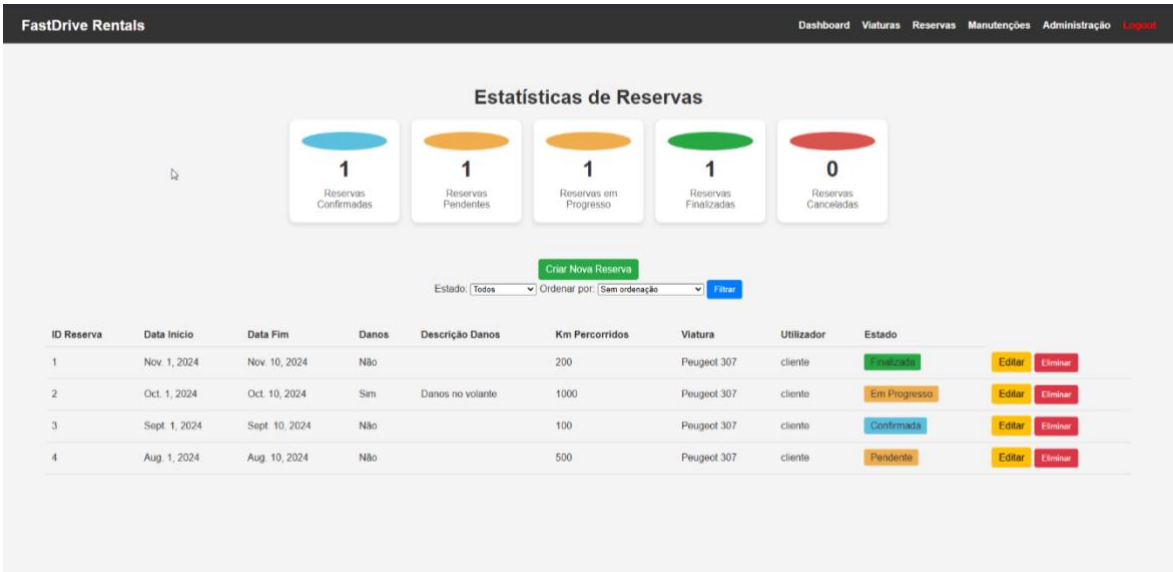 FastDrive Rentals Dashboard Viaturas Reservas Manutenções Administração Logout
Estatísticas de Reservas
1 1 1 1 0
Reservas Confirmadas Reservas Pendentes Reservas em Progresso Reservas Finalizadas Reservas Canceladas
Criar Nova Reserva
Estado: Todos Ordenar por: Sem ordenação Filtrar
ID Reserva Data Início Data Fim Danos Descrição Danos Km Percorridos Viatura Utilizador Estado
1 Nov. 1, 2024 Nov. 10, 2024 Não 200 Peugeot 307 cliente Finalizada Editar Eliminar
2 Oct. 1, 2024 Oct. 10, 2024 Sim Danos no volante 1000 Peugeot 307 cliente Em Progresso Editar Eliminar
3 Sept. 1, 2024 Sept. 10, 2024 Não 100 Peugeot 307 cliente Confirmada Editar Eliminar
4 Aug. 1, 2024 Aug. 10, 2024 Não 500 Peugeot 307 cliente Pendente Editar Eliminar